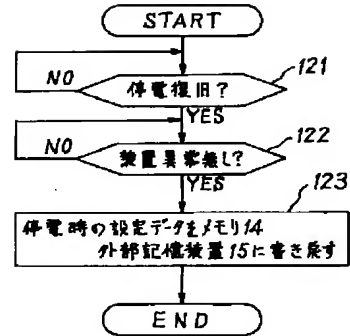 START
121
停電復旧?
NO
YES
122
装置異常無し?
NO
YES
123
停電時の設定データをメモリ14
外部記憶装置15に書き戻す
END